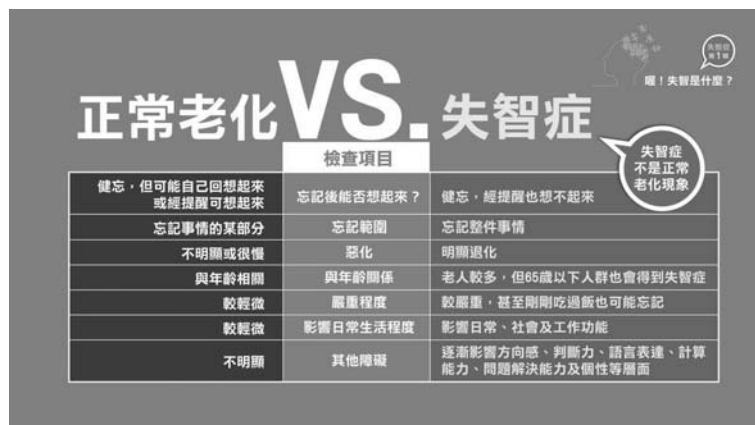 失智症
第1課
喔！失智是什麼？
正常老化VS.失智症
失智症
不是正常
老化現象
檢查項目
健忘，但可能自己回想起來
或經提醒可想起來
忘記後能否想起來？
健忘，經提醒也想不起來
忘記事情的某部分
忘記範圍
忘記整件事情
不明顯或很慢
惡化
明顯退化
與年齡相關
與年齡關係
老人較多，但65歲以下人群也會得到失智症
較輕微
嚴重程度
較嚴重，甚至剛剛吃過飯也可能忘記
較輕微
影響日常生活程度
影響日常、社會及工作功能
不明顯
其他障礙
逐漸影響方向感、判斷力、語言表達、計算
能力、問題解決能力及個性等層面